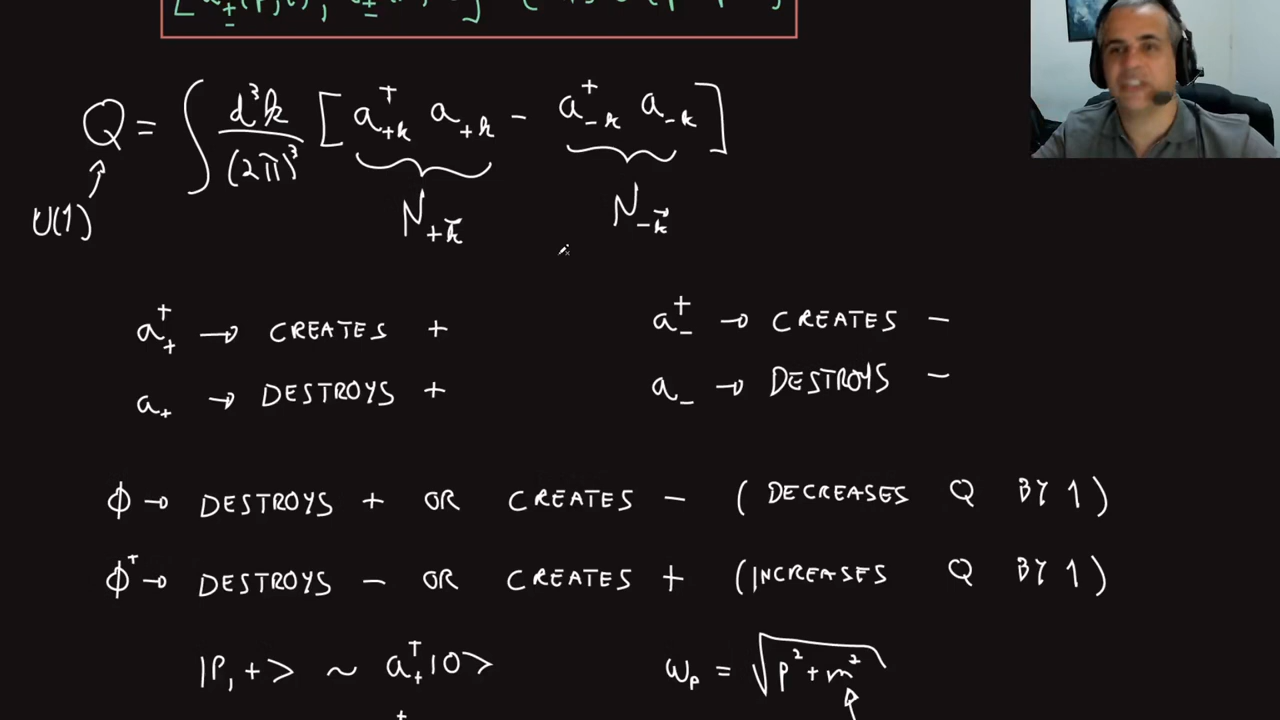 Q = ∫ d³k/(2π)³ [a†₊ₖ a₊ₖ - a†₋ₖ a₋ₖ]
U(1) N₊ₖ⃗ N₋ₖ⃗
a†₊ → CREATES + a†₋ → CREATES -
a₊ → DESTROYS + a₋ → DESTROYS -
ϕ → DESTROYS + OR CREATES - (DECREASES Q BY 1)
ϕ† → DESTROYS - OR CREATES + (INCREASES Q BY 1)
|P, +> ~ a†₊ |0> ωₚ = √(p² + m²)